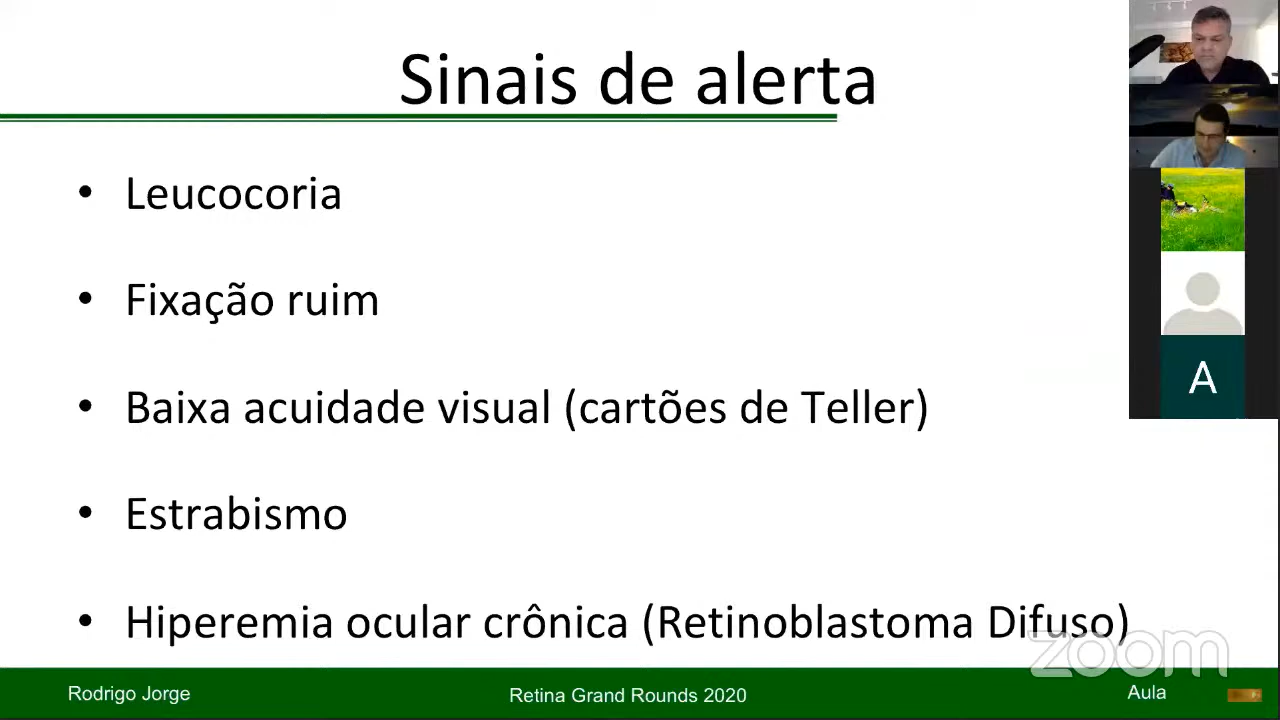 Sinais de alerta
• Leucocoria
• Fixação ruim
• Baixa acuidade visual (cartões de Teller)
• Estrabismo
• Hiperemia ocular crônica (Retinoblastoma Difuso)
A
zoom
Rodrigo Jorge
Retina Grand Rounds 2020
Aula